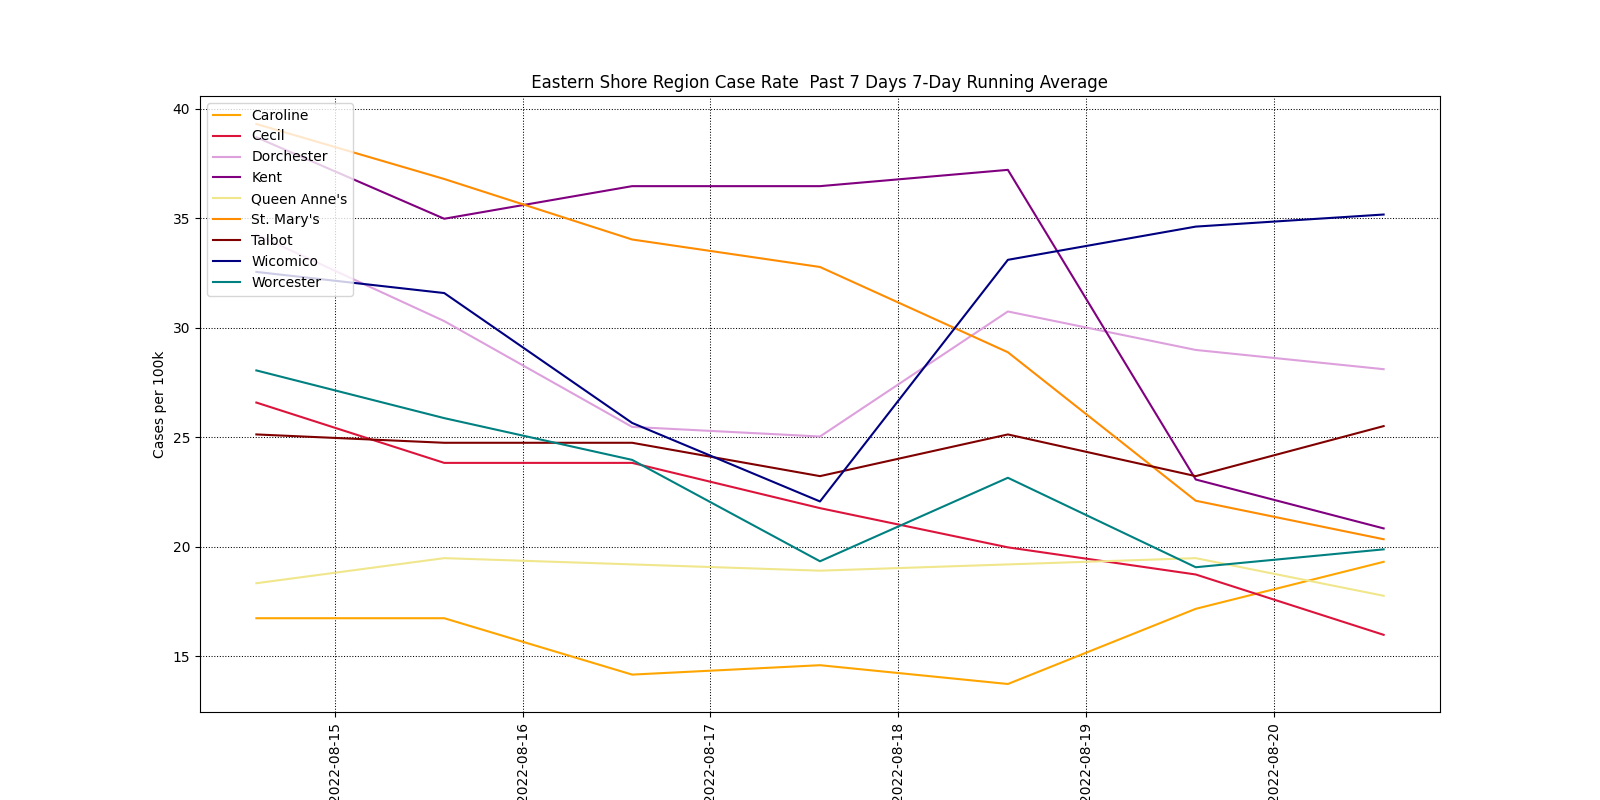 Eastern Shore Region Case Rate  Past 7 Days 7-Day Running Average
Cases per 100k
40
35
30
25
20
15
Caroline
Cecil
Dorchester
Kent
Queen Anne's
St. Mary's
Talbot
Wicomico
Worcester
2022-08-15
2022-08-16
2022-08-17
2022-08-18
2022-08-19
2022-08-20